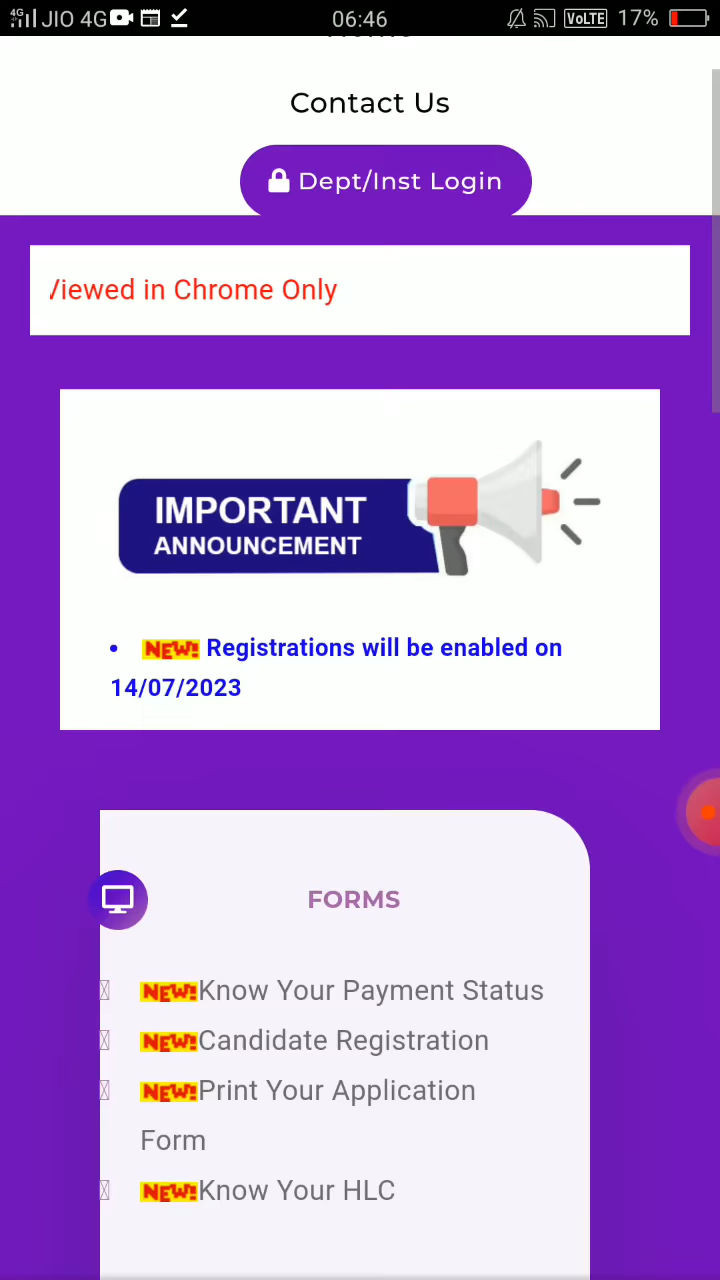 4G JIO 4G 06:46 VoLTE 17%
Contact Us
Dept/Inst Login
Viewed in Chrome Only
IMPORTANT
ANNOUNCEMENT
• NEW! Registrations will be enabled on
14/07/2023
FORMS
NEW!Know Your Payment Status
NEW!Candidate Registration
NEW!Print Your Application
Form
NEW!Know Your HLC